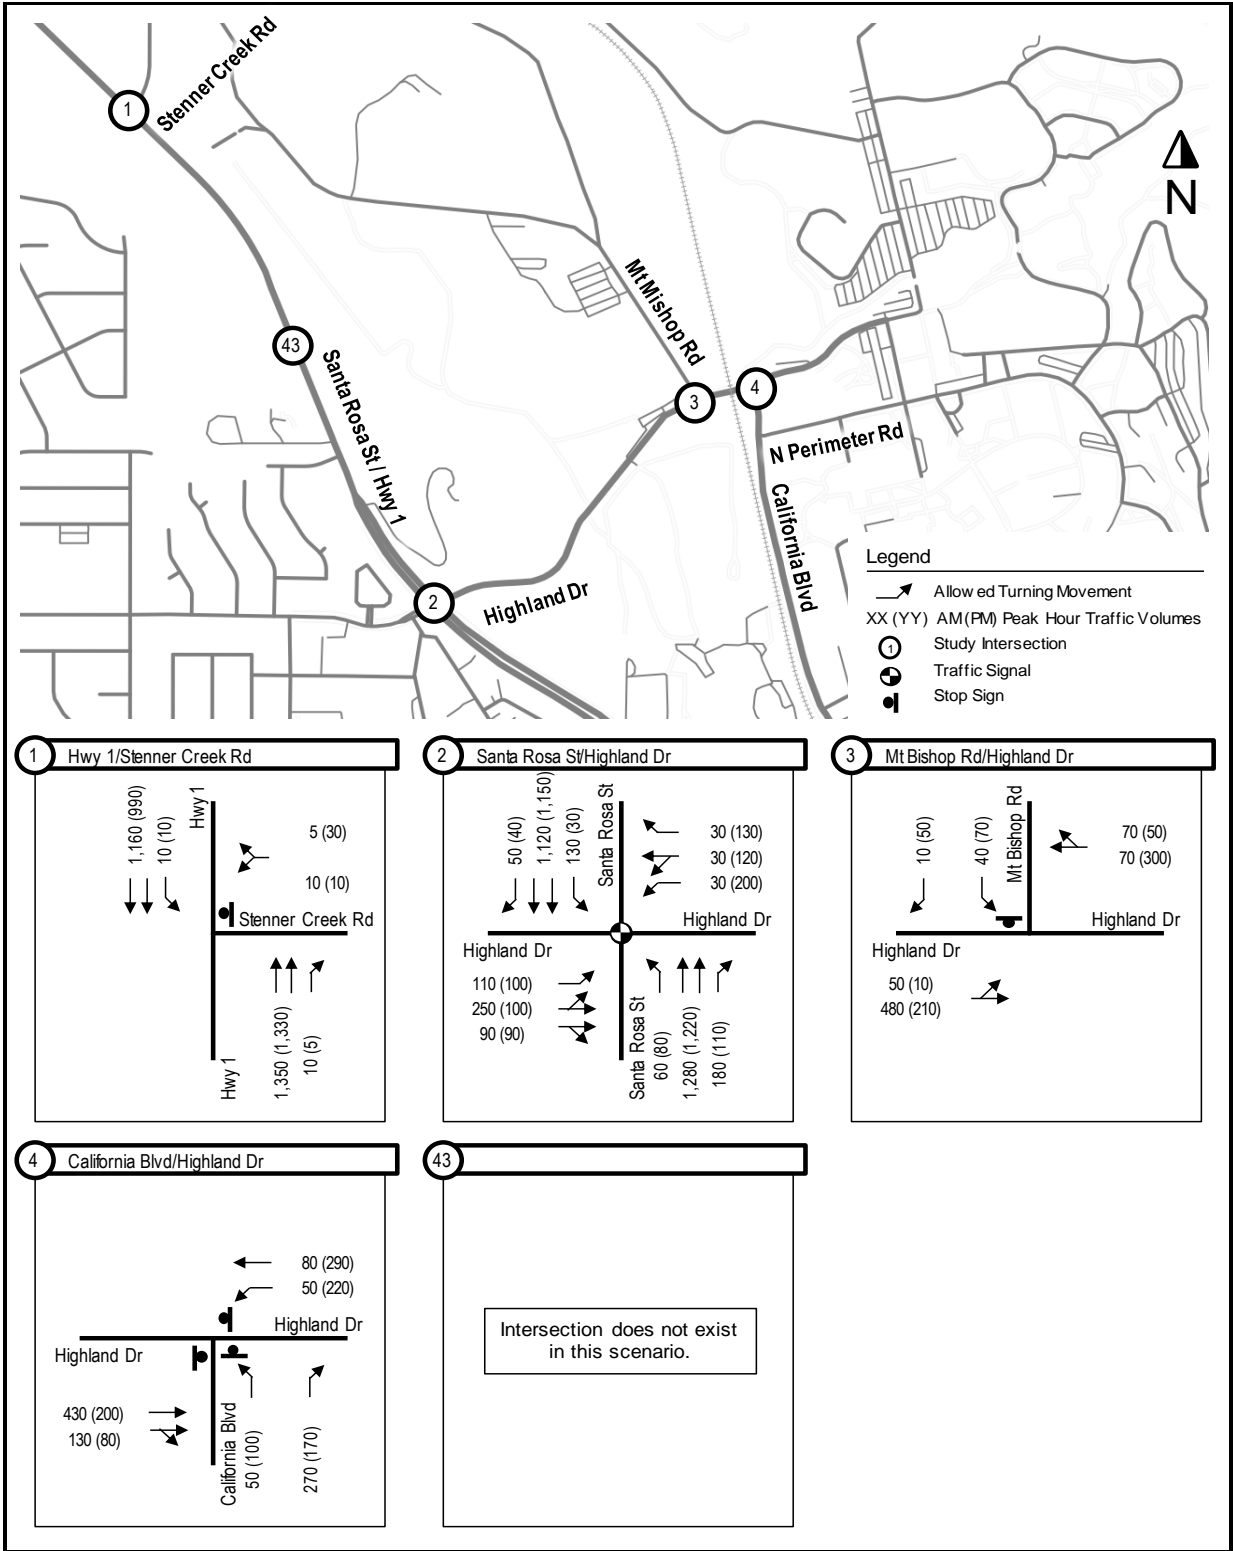 Stenner Creek Rd
1
43
Santa Rosa St / Hwy 1
Mt Mishop Rd
3
4
N
N Perimeter Rd
California Blvd
2
Highland Dr
Legend
Allowed Turning Movement
XX (YY) AM(PM) Peak Hour Traffic Volumes
1 Study Intersection
Traffic Signal
Stop Sign
1 Hwy 1/Stenner Creek Rd
1,160 (990)
10 (10)
Hwy 1
5 (30)
10 (10)
Stenner Creek Rd
Hwy 1
1,350 (1,330)
10 (5)
2 Santa Rosa St/Highland Dr
50 (40)
1,120 (1,150)
130 (30)
Santa Rosa St
30 (130)
30 (120)
30 (200)
Highland Dr
Highland Dr
110 (100)
250 (100)
90 (90)
Santa Rosa St
60 (80)
1,280 (1,220)
180 (110)
3 Mt Bishop Rd/Highland Dr
10 (50)
40 (70)
Mt Bishop Rd
70 (50)
70 (300)
Highland Dr
Highland Dr
50 (10)
480 (210)
4 California Blvd/Highland Dr
80 (290)
50 (220)
Highland Dr
Highland Dr
430 (200)
130 (80)
California Blvd
50 (100)
270 (170)
43
Intersection does not exist
in this scenario.